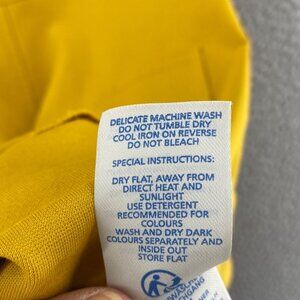 DELICATE MACHINE WASH
DO NOT TUMBLE DRY
COOL IRON ON REVERSE
DO NOT BLEACH
SPECIAL INSTRUCTIONS:
DRY FLAT, AWAY FROM
DIRECT HEAT AND
SUNLIGHT
USE DETERGENT
RECOMMENDED FOR
COLOURS
WASH AND DRY DARK
COLOURS SEPARATELY AND
INSIDE OUT
STORE FLAT